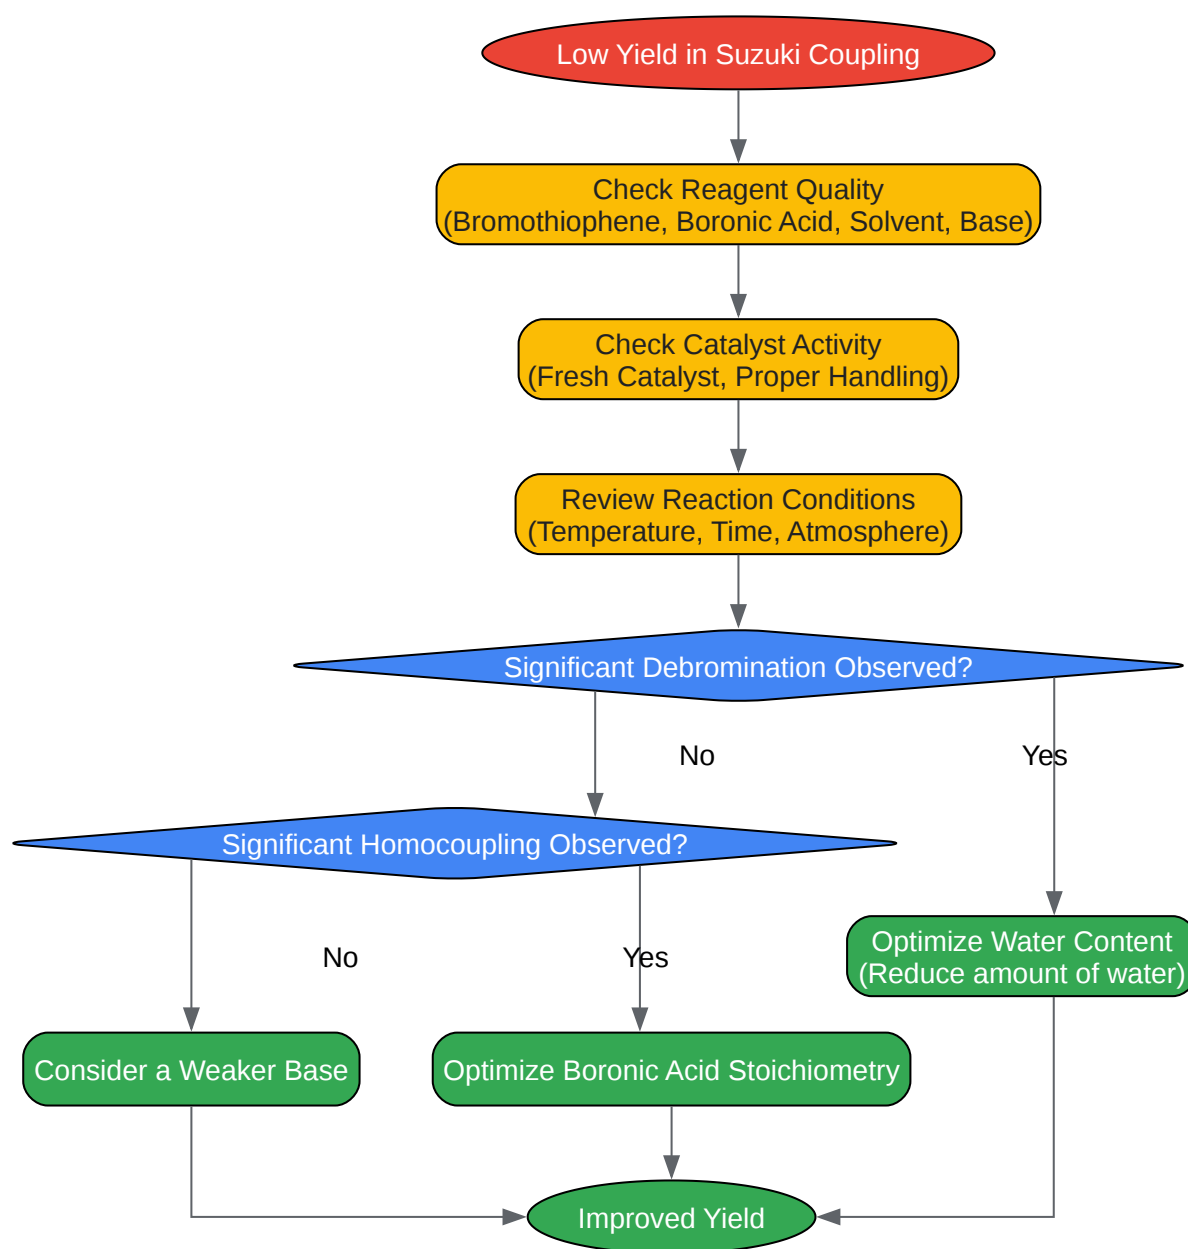 Low Yield in Suzuki Coupling
Check Reagent Quality
(Bromothiophene, Boronic Acid, Solvent, Base)
Check Catalyst Activity
(Fresh Catalyst, Proper Handling)
Review Reaction Conditions
(Temperature, Time, Atmosphere)
Significant Debromination Observed?
No
Yes
Significant Homocoupling Observed?
No
Yes
Optimize Water Content
(Reduce amount of water)
Consider a Weaker Base
Optimize Boronic Acid Stoichiometry
Improved Yield